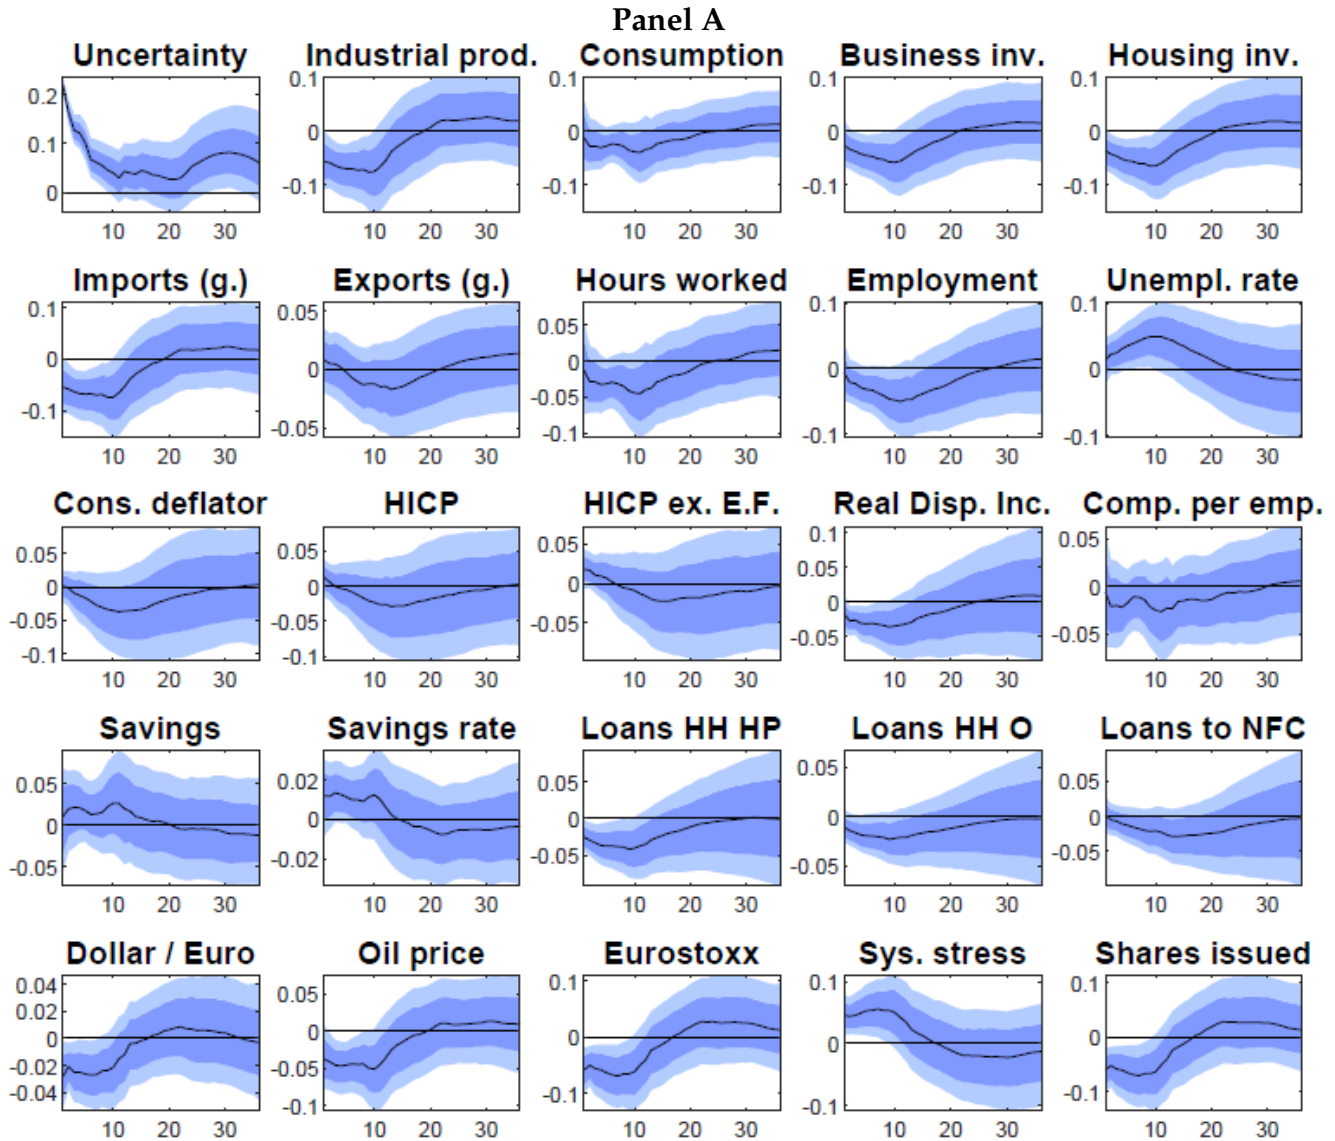 Panel A
Uncertainty Industrial prod. Consumption Business inv. Housing inv.
0.2 0.1 0 10 20 30
0.1 0 -0.1 10 20 30
0.1 0 -0.1 10 20 30
0.1 0 -0.1 10 20 30
0.1 0 -0.1 10 20 30
Imports (g.) Exports (g.) Hours worked Employment Unempl. rate
0.1 0 -0.1 10 20 30
0.05 0 -0.05 10 20 30
0.05 0 -0.05 -0.1 10 20 30
0.1 0 -0.1 10 20 30
0.1 0 -0.1 10 20 30
Cons. deflator HICP HICP ex. E.F. Real Disp. Inc. Comp. per emp.
0.05 0 -0.05 -0.1 10 20 30
0.05 0 -0.05 -0.1 10 20 30
0.05 0 -0.05 10 20 30
0.1 0.05 0 -0.05 10 20 30
0.05 0 -0.05 10 20 30
Savings Savings rate Loans HH HP Loans HH O Loans to NFC
0.05 0 -0.05 10 20 30
0.02 0 -0.02 10 20 30
0.05 0 -0.05 10 20 30
0.05 0 -0.05 10 20 30
0.05 0 -0.05 10 20 30
Dollar / Euro Oil price Eurostoxx Sys. stress Shares issued
0.04 0.02 0 -0.02 -0.04 10 20 30
0.05 0 -0.05 -0.1 10 20 30
0.1 0 -0.1 10 20 30
0.1 0 -0.1 10 20 30
0.1 0 -0.1 10 20 30